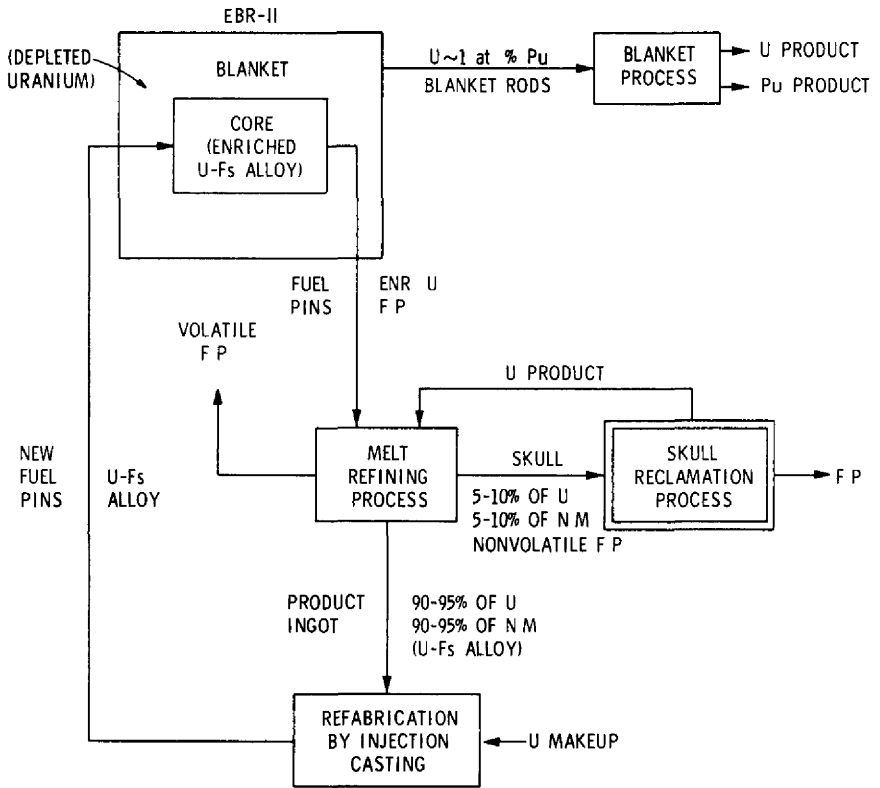 EBR-II
(DEPLETED
URANIUM)
BLANKET
CORE
(ENRICHED
U-Fs ALLOY)
U~1 at % Pu
BLANKET RODS
BLANKET
PROCESS
U PRODUCT
Pu PRODUCT
FUEL
PINS
ENR U
F P
VOLATILE
F P
U PRODUCT
NEW
FUEL
PINS
U-Fs
ALLOY
MELT
REFINING
PROCESS
SKULL
5-10% OF U
5-10% OF N M
NONVOLATILE F P
SKULL
RECLAMATION
PROCESS
F P
PRODUCT
INGOT
90-95% OF U
90-95% OF N M
(U-Fs ALLOY)
REFABRICATION
BY INJECTION
CASTING
U MAKEUP